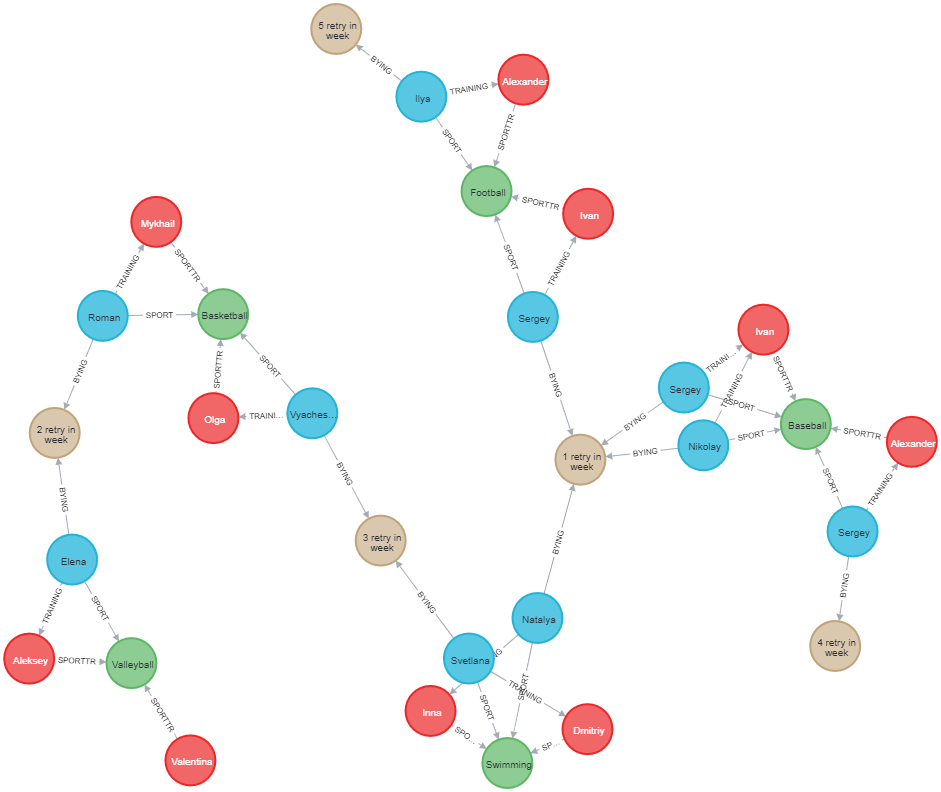 5 retry in
week
BYING
Ilya
TRAINING
Alexander
SPORT
SPORTTR
Football
SPORTTR
Ivan
SPORT
TRAINING
Sergey
BYING
Mykhail
TRAINING
SPORTTR
Roman
SPORT
Basketball
BYING
SPORTTR
SPORT
Olga
TRAINI...
Vyaches...
2 retry in
week
BYING
BYING
3 retry in
week
BYING
Elena
TRAINING
SPORT
Aleksey
SPORTTR
Valleyball
SPORTTR
Valentina
Ivan
TRAINI...
SPORTTR
Sergey
TRAINING
SPORT
BYING
Baseball
Nikolay
SPORT
BYING
SPORTTR
Alexander
1 retry in
week
SPORT
TRAINING
Sergey
BYING
4 retry in
week
BYING
Natalya
Svetlana
NG
TRAINING
SPORT
SPORT
Inna
SPO...
SP...
Dmitriy
Swimming